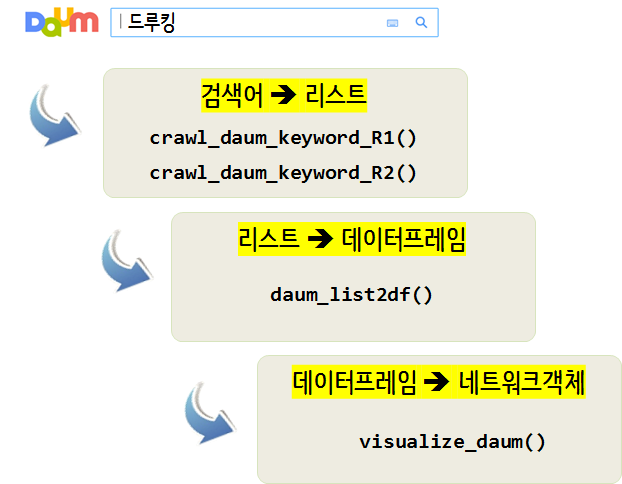 Daum
드루킹
검색어 → 리스트
crawl_daum_keyword_R1()
crawl_daum_keyword_R2()
리스트 → 데이터프레임
daum_list2df()
데이터프레임 → 네트워크객체
visualize_daum()